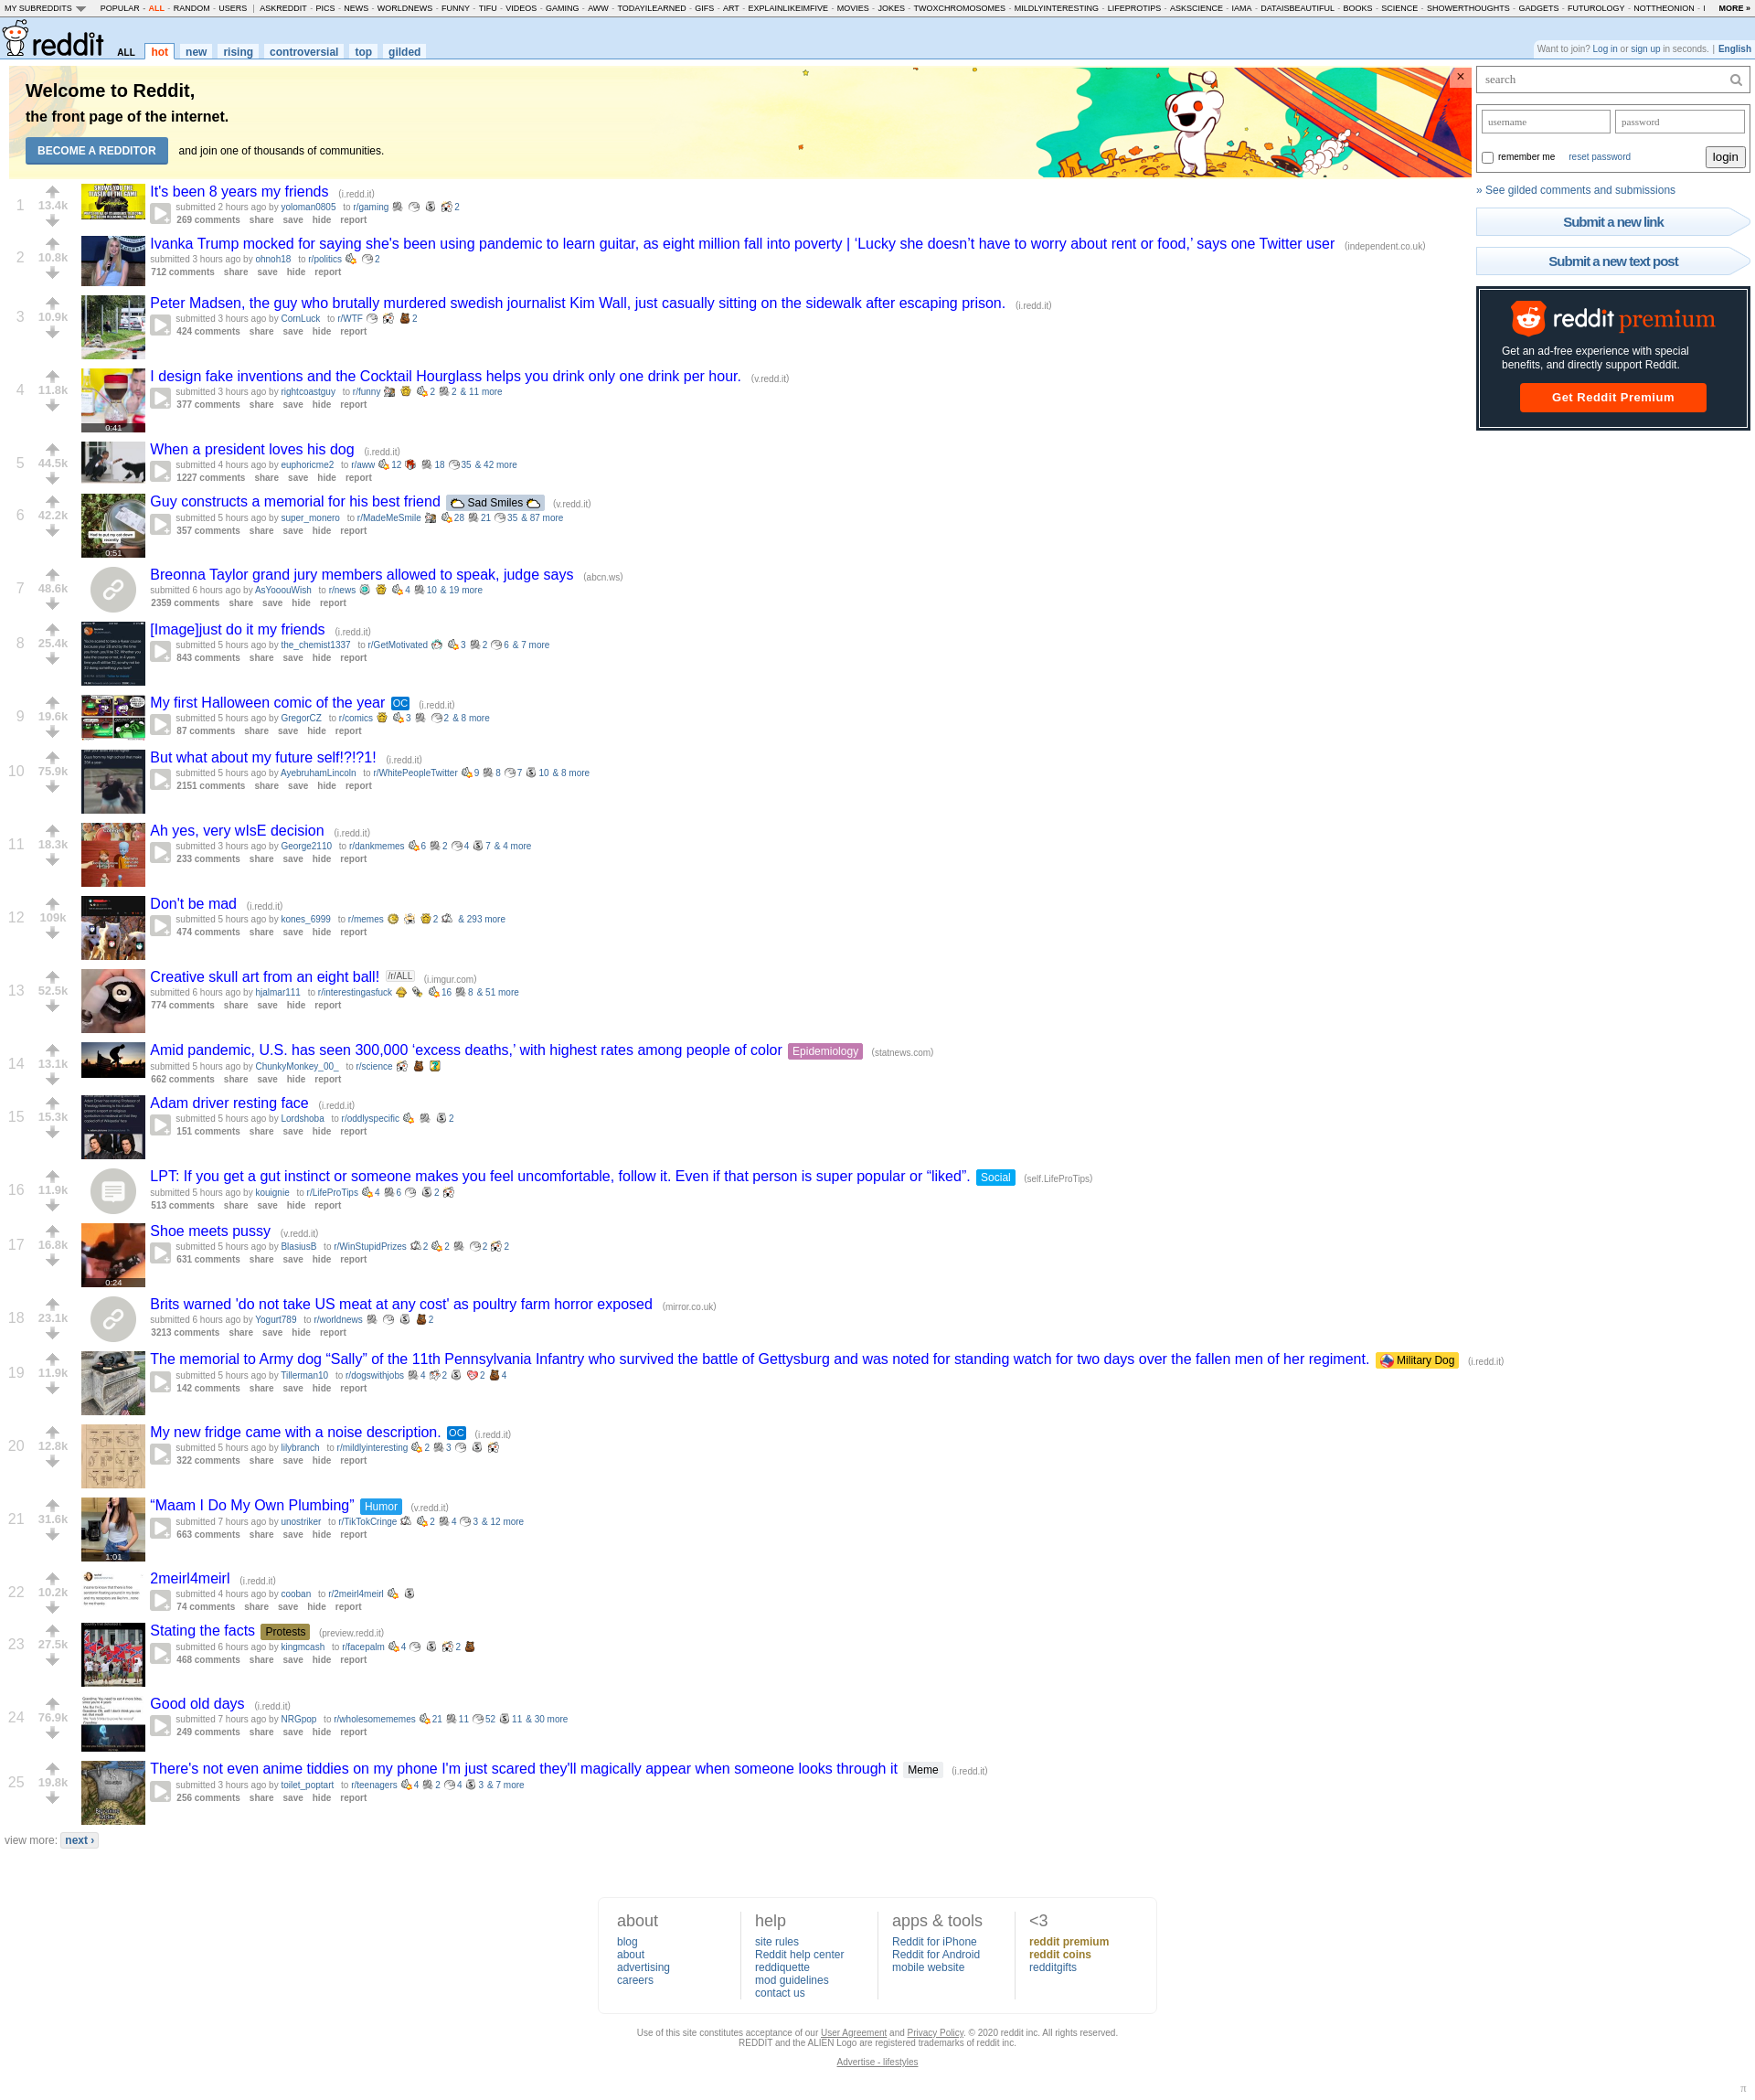 MY SUBREDDITS POPULAR - ALL - RANDOM - USERS | ASKREDDIT - PICS - NEWS - WORLDNEWS - FUNNY - TIFU - VIDEOS - GAMING - AWW - TODAYILEARNED - GIFS - ART - EXPLAINLIKEIMFIVE - MOVIES - JOKES - TWOXCHROMOSOMES - MILDLYINTERESTING - LIFEPROTIPS - ASKSCIENCE - IAMA - DATAISBEAUTIFUL - BOOKS - SCIENCE - SHOWERTHOUGHTS - GADGETS - FUTUROLOGY - NOTTHEONION - I MORE »
reddit ALL hot new rising controversial top gilded
Want to join? Log in or sign up in seconds. | English
Welcome to Reddit,
the front page of the internet.
BECOME A REDDITOR and join one of thousands of communities.
×
search
username password
remember me reset password login
» See gilded comments and submissions
Submit a new link
Submit a new text post
reddit premium
Get an ad-free experience with special
benefits, and directly support Reddit.
Get Reddit Premium
1 13.4k It's been 8 years my friends (i.redd.it)
submitted 2 hours ago by yoloman0805 to r/gaming 2
269 comments share save hide report
2 10.8k Ivanka Trump mocked for saying she's been using pandemic to learn guitar, as eight million fall into poverty | ‘Lucky she doesn’t have to worry about rent or food,’ says one Twitter user (independent.co.uk)
submitted 3 hours ago by ohnoh18 to r/politics 2
712 comments share save hide report
3 10.9k Peter Madsen, the guy who brutally murdered swedish journalist Kim Wall, just casually sitting on the sidewalk after escaping prison. (i.redd.it)
submitted 3 hours ago by CornLuck to r/WTF 2
424 comments share save hide report
4 11.8k I design fake inventions and the Cocktail Hourglass helps you drink only one drink per hour. (v.redd.it)
submitted 3 hours ago by rightcoastguy to r/funny 2 2 & 11 more
377 comments share save hide report
0:41
5 44.5k When a president loves his dog (i.redd.it)
submitted 4 hours ago by euphoricme2 to r/aww 12 18 35 & 42 more
1227 comments share save hide report
6 42.2k Guy constructs a memorial for his best friend Sad Smiles (v.redd.it)
submitted 5 hours ago by super_monero to r/MadeMeSmile 28 21 35 & 87 more
357 comments share save hide report
0:51
7 48.6k Breonna Taylor grand jury members allowed to speak, judge says (abcn.ws)
submitted 6 hours ago by AsYooouWish to r/news 4 10 & 19 more
2359 comments share save hide report
8 25.4k [Image]just do it my friends (i.redd.it)
submitted 5 hours ago by the_chemist1337 to r/GetMotivated 3 2 6 & 7 more
843 comments share save hide report
9 19.6k My first Halloween comic of the year OC (i.redd.it)
submitted 5 hours ago by GregorCZ to r/comics 3 2 & 8 more
87 comments share save hide report
10 75.9k But what about my future self!?!?1! (i.redd.it)
submitted 5 hours ago by AyebruhamLincoln to r/WhitePeopleTwitter 9 8 7 10 & 8 more
2151 comments share save hide report
11 18.3k Ah yes, very wIsE decision (i.redd.it)
submitted 3 hours ago by George2110 to r/dankmemes 6 2 4 7 & 4 more
233 comments share save hide report
12 109k Don't be mad (i.redd.it)
submitted 5 hours ago by kones_6999 to r/memes 2 & 293 more
474 comments share save hide report
13 52.5k Creative skull art from an eight ball! /r/ALL (i.imgur.com)
submitted 6 hours ago by hjalmar111 to r/interestingasfuck 16 8 & 51 more
774 comments share save hide report
14 13.1k Amid pandemic, U.S. has seen 300,000 ‘excess deaths,’ with highest rates among people of color Epidemiology (statnews.com)
submitted 5 hours ago by ChunkyMonkey_00_ to r/science
662 comments share save hide report
15 15.3k Adam driver resting face (i.redd.it)
submitted 5 hours ago by Lordshoba to r/oddlyspecific 2
151 comments share save hide report
16 11.9k LPT: If you get a gut instinct or someone makes you feel uncomfortable, follow it. Even if that person is super popular or “liked”. Social (self.LifeProTips)
submitted 5 hours ago by kouignie to r/LifeProTips 4 6 2
513 comments share save hide report
17 16.8k Shoe meets pussy (v.redd.it)
submitted 5 hours ago by BlasiusB to r/WinStupidPrizes 2 2 2 2
631 comments share save hide report
0:24
18 23.1k Brits warned 'do not take US meat at any cost' as poultry farm horror exposed (mirror.co.uk)
submitted 6 hours ago by Yogurt789 to r/worldnews 2
3213 comments share save hide report
19 11.9k The memorial to Army dog “Sally” of the 11th Pennsylvania Infantry who survived the battle of Gettysburg and was noted for standing watch for two days over the fallen men of her regiment. Military Dog (i.redd.it)
submitted 5 hours ago by Tillerman10 to r/dogswithjobs 4 2 2 4
142 comments share save hide report
20 12.8k My new fridge came with a noise description. OC (i.redd.it)
submitted 5 hours ago by lilybranch to r/mildlyinteresting 2 3
322 comments share save hide report
21 31.6k “Maam I Do My Own Plumbing” Humor (v.redd.it)
submitted 7 hours ago by unostriker to r/TikTokCringe 2 4 3 & 12 more
663 comments share save hide report
1:01
22 10.2k 2meirl4meirl (i.redd.it)
submitted 4 hours ago by cooban to r/2meirl4meirl
74 comments share save hide report
23 27.5k Stating the facts Protests (preview.redd.it)
submitted 6 hours ago by kingmcash to r/facepalm 4 2
468 comments share save hide report
24 76.9k Good old days (i.redd.it)
submitted 7 hours ago by NRGpop to r/wholesomememes 21 11 52 11 & 30 more
249 comments share save hide report
25 19.8k There's not even anime tiddies on my phone I'm just scared they'll magically appear when someone looks through it Meme (i.redd.it)
submitted 3 hours ago by toilet_poptart to r/teenagers 4 2 4 3 & 7 more
256 comments share save hide report
view more: next ›
about help apps & tools <3
blog site rules Reddit for iPhone reddit premium
about Reddit help center Reddit for Android reddit coins
advertising reddiquette mobile website redditgifts
careers mod guidelines
contact us
Use of this site constitutes acceptance of our User Agreement and Privacy Policy. © 2020 reddit inc. All rights reserved.
REDDIT and the ALIEN Logo are registered trademarks of reddit inc.
Advertise - lifestyles
π